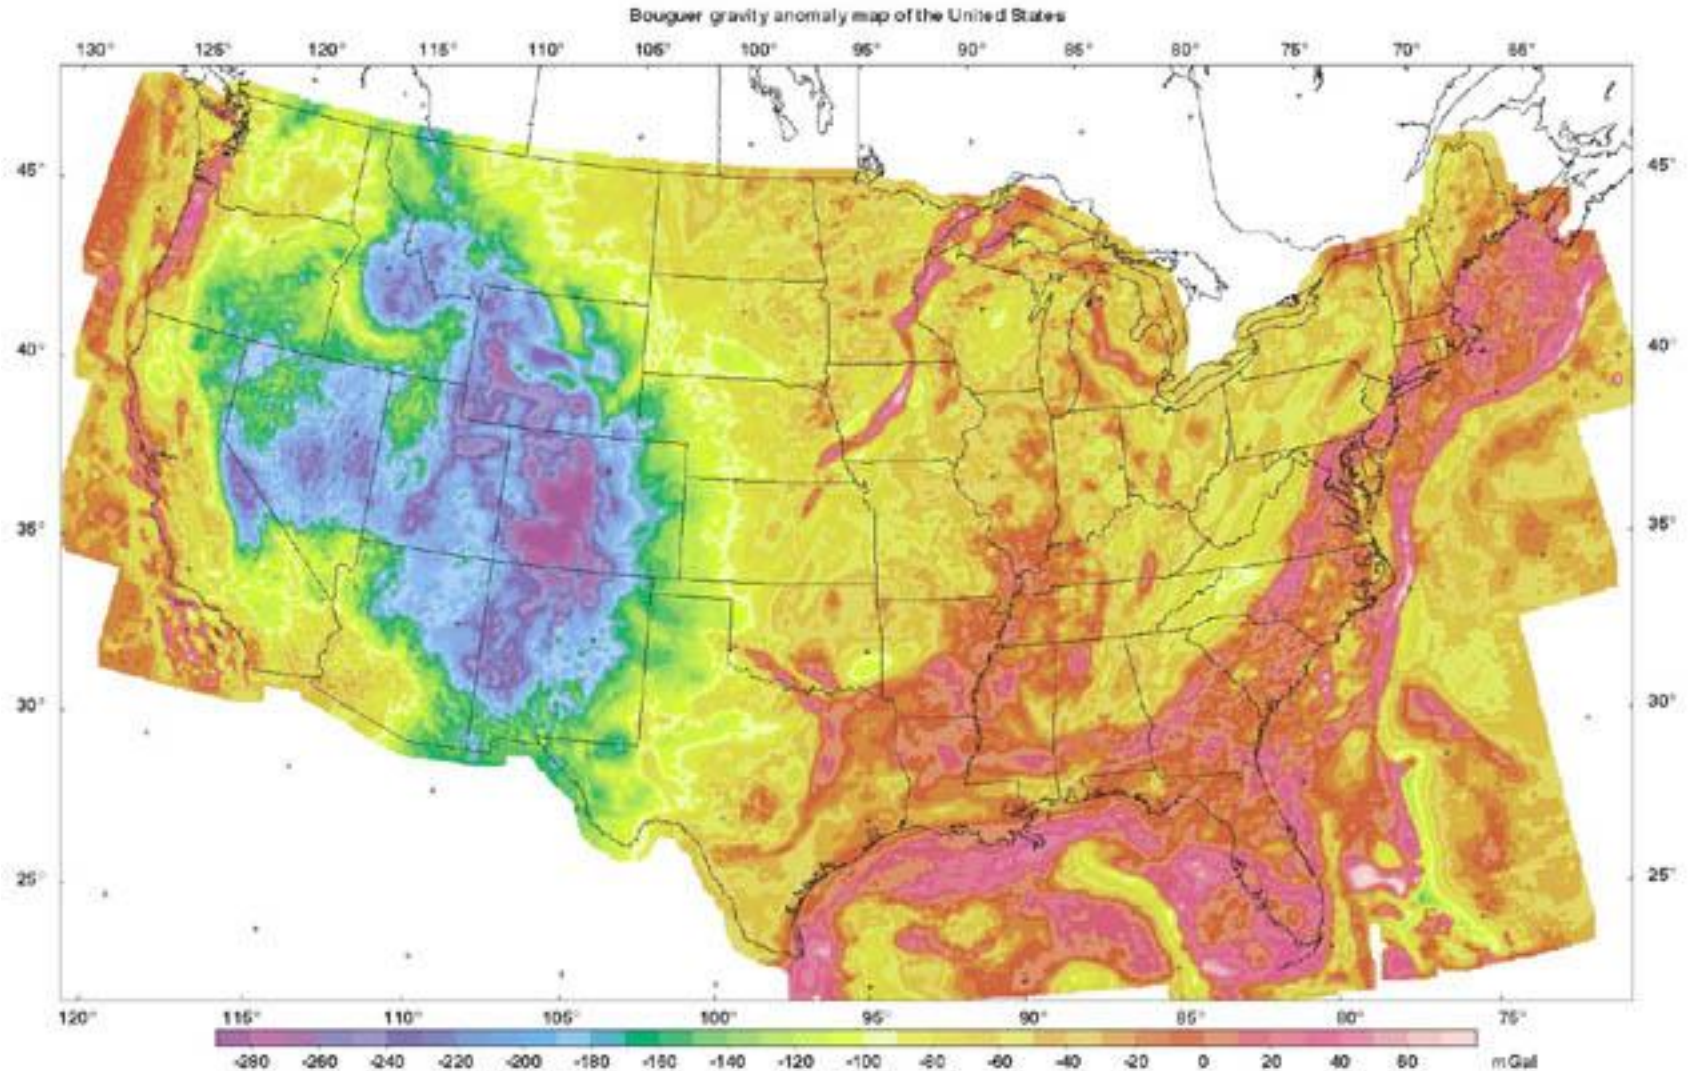 Bouguer gravity anomaly map of the United States
130° 125° 120° 115° 110° 105° 100° 95° 90° 85° 80° 75° 70° 65°
45° 45°
40° 40°
35° 35°
30° 30°
25° 25°
120° 115° 110° 105° 100° 95° 90° 85° 80° 75°
-280 -260 -240 -220 -200 -180 -160 -140 -120 -100 -80 -60 -40 -20 0 20 40 60 mGal